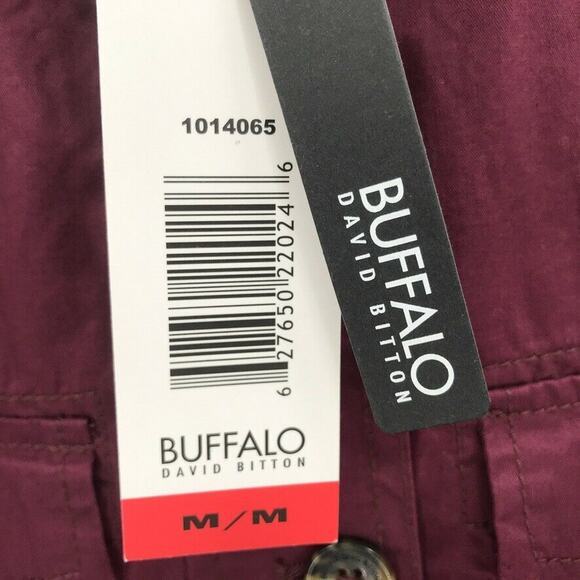 1014065
6 27650 22024 6
BUFFALO
DAVID BITTON
M/M
BUFFALO
DAVID BITTON